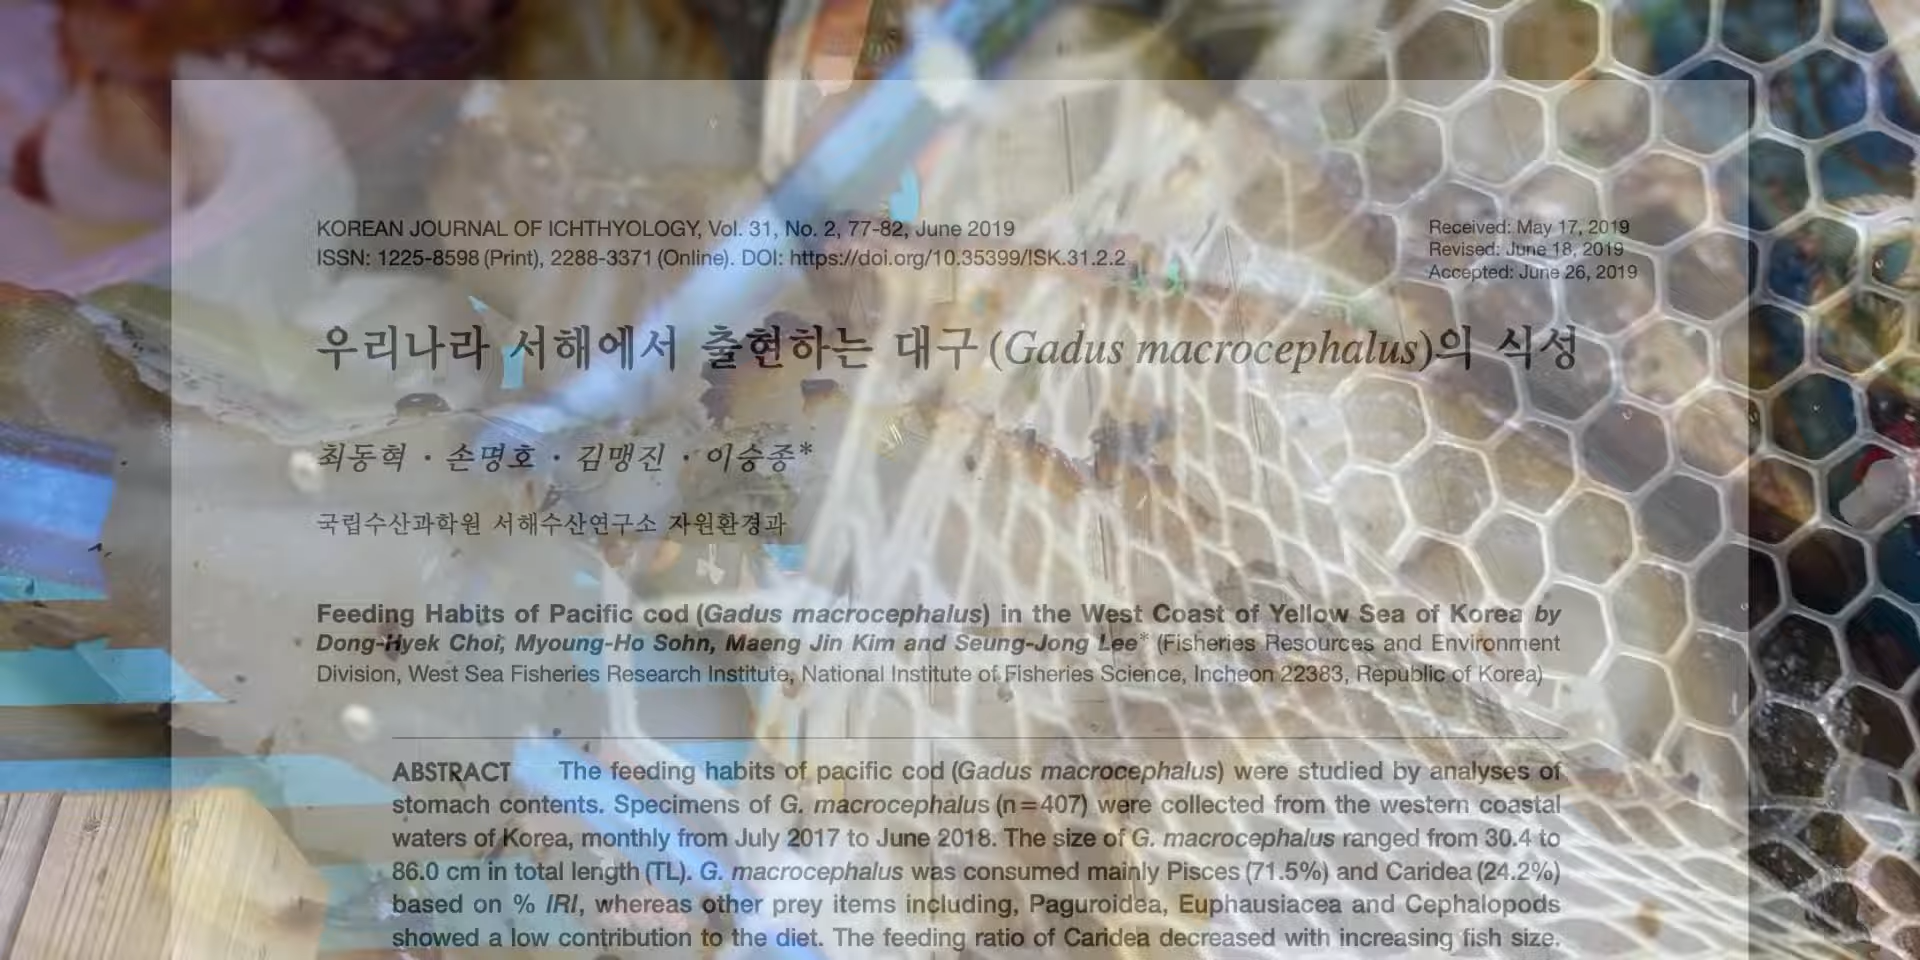 KOREAN JOURNAL OF ICHTHYOLOGY, Vol. 31, No. 2, 77-82, June 2019
ISSN: 1225-8598 (Print), 2288-3371 (Online). DOI: https://doi.org/10.35399/ISK.31.2.2
Received: May 17, 2019
Revised: June 18, 2019
Accepted: June 26, 2019
우리나라 서해에서 출현하는 대구 (Gadus macrocephalus)의 식성
최동혁 · 손명호 · 김맹진 · 이승종*
국립수산과학원 서해수산연구소 자원환경과
Feeding Habits of Pacific cod (Gadus macrocephalus) in the West Coast of Yellow Sea of Korea by
Dong-Hyek Choi, Myoung-Ho Sohn, Maeng Jin Kim and Seung-Jong Lee* (Fisheries Resources and Environment
Division, West Sea Fisheries Research Institute, National Institute of Fisheries Science, Incheon 22383, Republic of Korea)
ABSTRACT The feeding habits of pacific cod (Gadus macrocephalus) were studied by analyses of
stomach contents. Specimens of G. macrocephalus (n=407) were collected from the western coastal
waters of Korea, monthly from July 2017 to June 2018. The size of G. macrocephalus ranged from 30.4 to
86.0 cm in total length (TL). G. macrocephalus was consumed mainly Pisces (71.5%) and Caridea (24.2%)
based on % IRI, whereas other prey items including, Paguroidea, Euphausiacea and Cephalopods
showed a low contribution to the diet. The feeding ratio of Caridea decreased with increasing fish size.